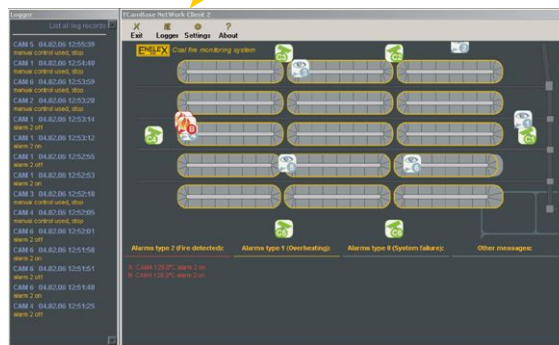 Logger
List all log records
CAM 5 04.02.06 12:55:39
manual control used, stop
CAM 1 04.02.06 12:54:40
manual control used, stop
CAM 6 04.02.06 12:53:59
manual control used, stop
CAM 2 04.02.06 12:53:20
manual control used, stop
CAM 1 04.02.06 12:53:14
alarm 2 off
CAM 1 04.02.06 12:53:12
alarm 2 on
CAM 1 04.02.06 12:52:55
alarm 2 off
CAM 1 04.02.06 12:52:53
alarm 2 on
CAM 3 04.02.06 12:52:18
manual control used, stop
CAM 4 04.02.06 12:52:05
manual control used, stop
CAM 6 04.02.06 12:52:01
alarm 2 off
CAM 6 04.02.06 12:51:58
alarm 2 on
CAM 6 04.02.06 12:51:51
alarm 2 off
CAM 6 04.02.06 12:51:48
alarm 2 on
CAM 4 04.02.06 12:51:25
alarm 2 off
TCamBase NetWork Client 2
Exit Logger Settings About
ENELEX Coal fire monitoring system
B
Alarms type 2 (Fire detected): Alarms type 1 (Overheating): Alarms type 0 (System failure): Other messages: